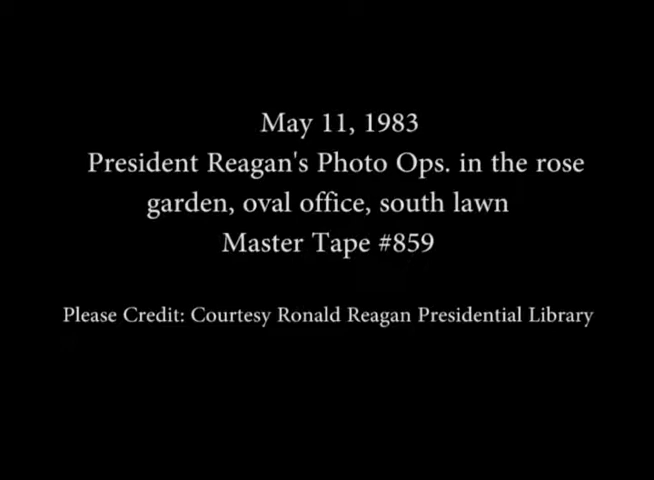 May 11, 1983
President Reagan's Photo Ops. in the rose
garden, oval office, south lawn
Master Tape #859
Please Credit: Courtesy Ronald Reagan Presidential Library